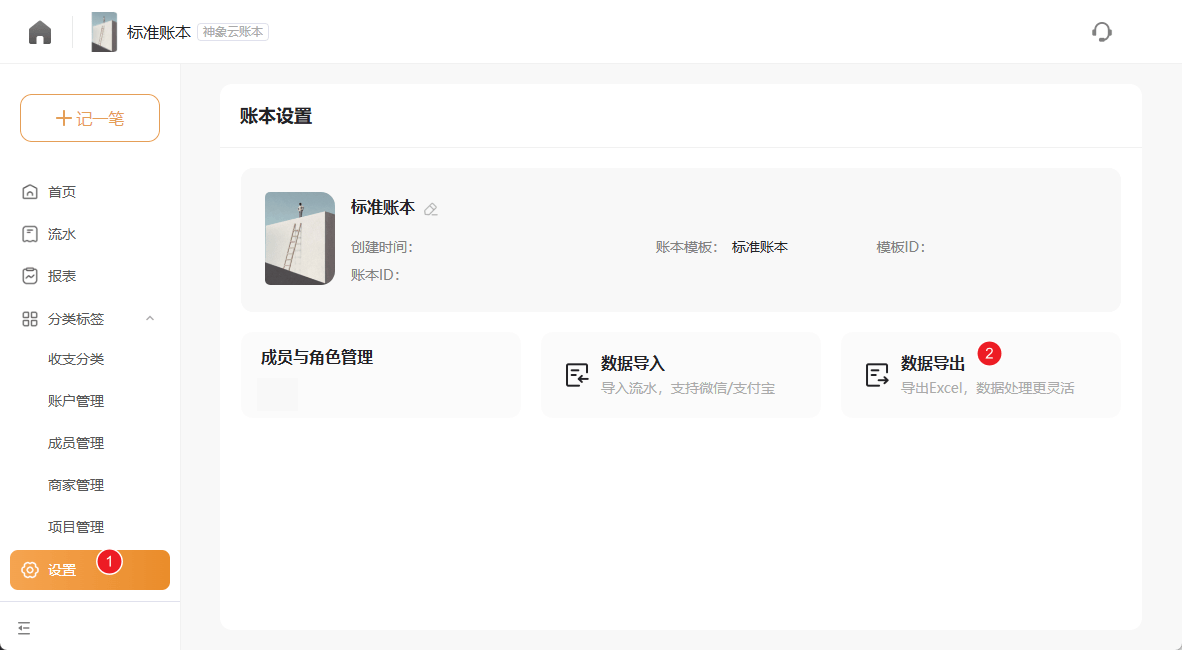 标准账本 神象云账本
记一笔
首页
流水
报表
分类标签
账户管理
收支分类
成员管理
商家管理
项目管理
设置 1
账本设置
标准账本
创建时间： 账本模板： 标准账本 模板ID：
账本ID：
成员与角色管理
数据导入
导入流水，支持微信/支付宝
数据导出 2
导出Excel，数据处理更灵活